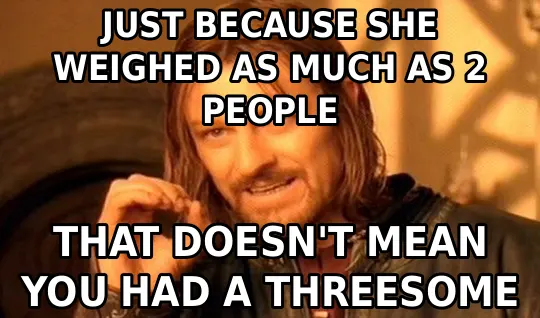 JUST BECAUSE SHE
WEIGHED AS MUCH AS 2
PEOPLE
THAT DOESN'T MEAN
YOU HAD A THREESOME